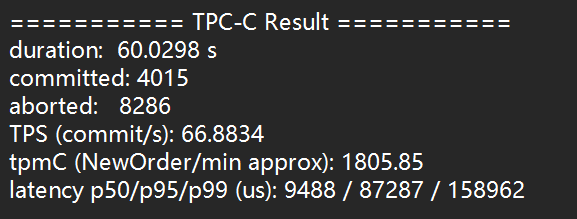 =========== TPC-C Result ===========
duration:  60.0298 s
committed: 4015
aborted:   8286
TPS (commit/s): 66.8834
tpmC (NewOrder/min approx): 1805.85
latency p50/p95/p99 (us): 9488 / 87287 / 158962